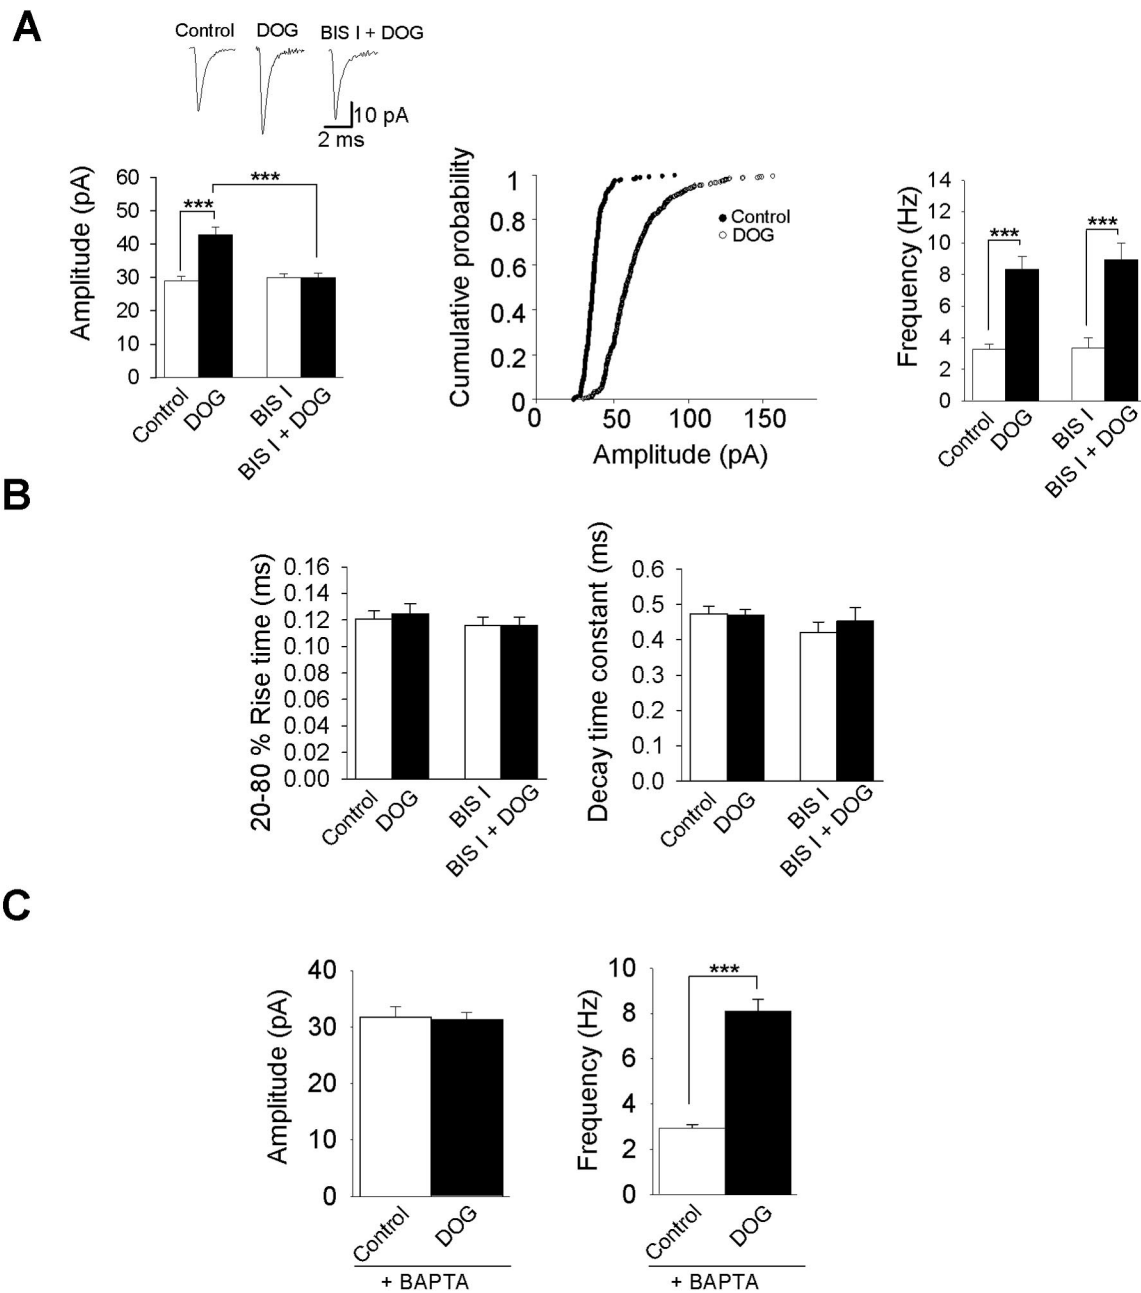 A
Control DOG BIS I + DOG
10 pA
2 ms
Amplitude (pA)
60
50
40
30
20
10
0
***
***
Control
DOG
BIS I
BIS I + DOG
Cumulative probability
1
0.8
0.6
0.4
0.2
0
0 50 100 150
Amplitude (pA)
Control
DOG
Frequency (Hz)
14
12
10
8
6
4
2
0
***
***
Control
DOG
BIS I
BIS I + DOG
B
20-80 % Rise time (ms)
0.16
0.14
0.12
0.10
0.08
0.06
0.04
0.02
0.00
Control
DOG
BIS I
BIS I + DOG
Decay time constant (ms)
0.6
0.5
0.4
0.3
0.2
0.1
0.0
Control
DOG
BIS I
BIS I + DOG
C
Amplitude (pA)
40
30
20
10
0
Control
DOG
+ BAPTA
Frequency (Hz)
10
8
6
4
2
0
***
Control
DOG
+ BAPTA